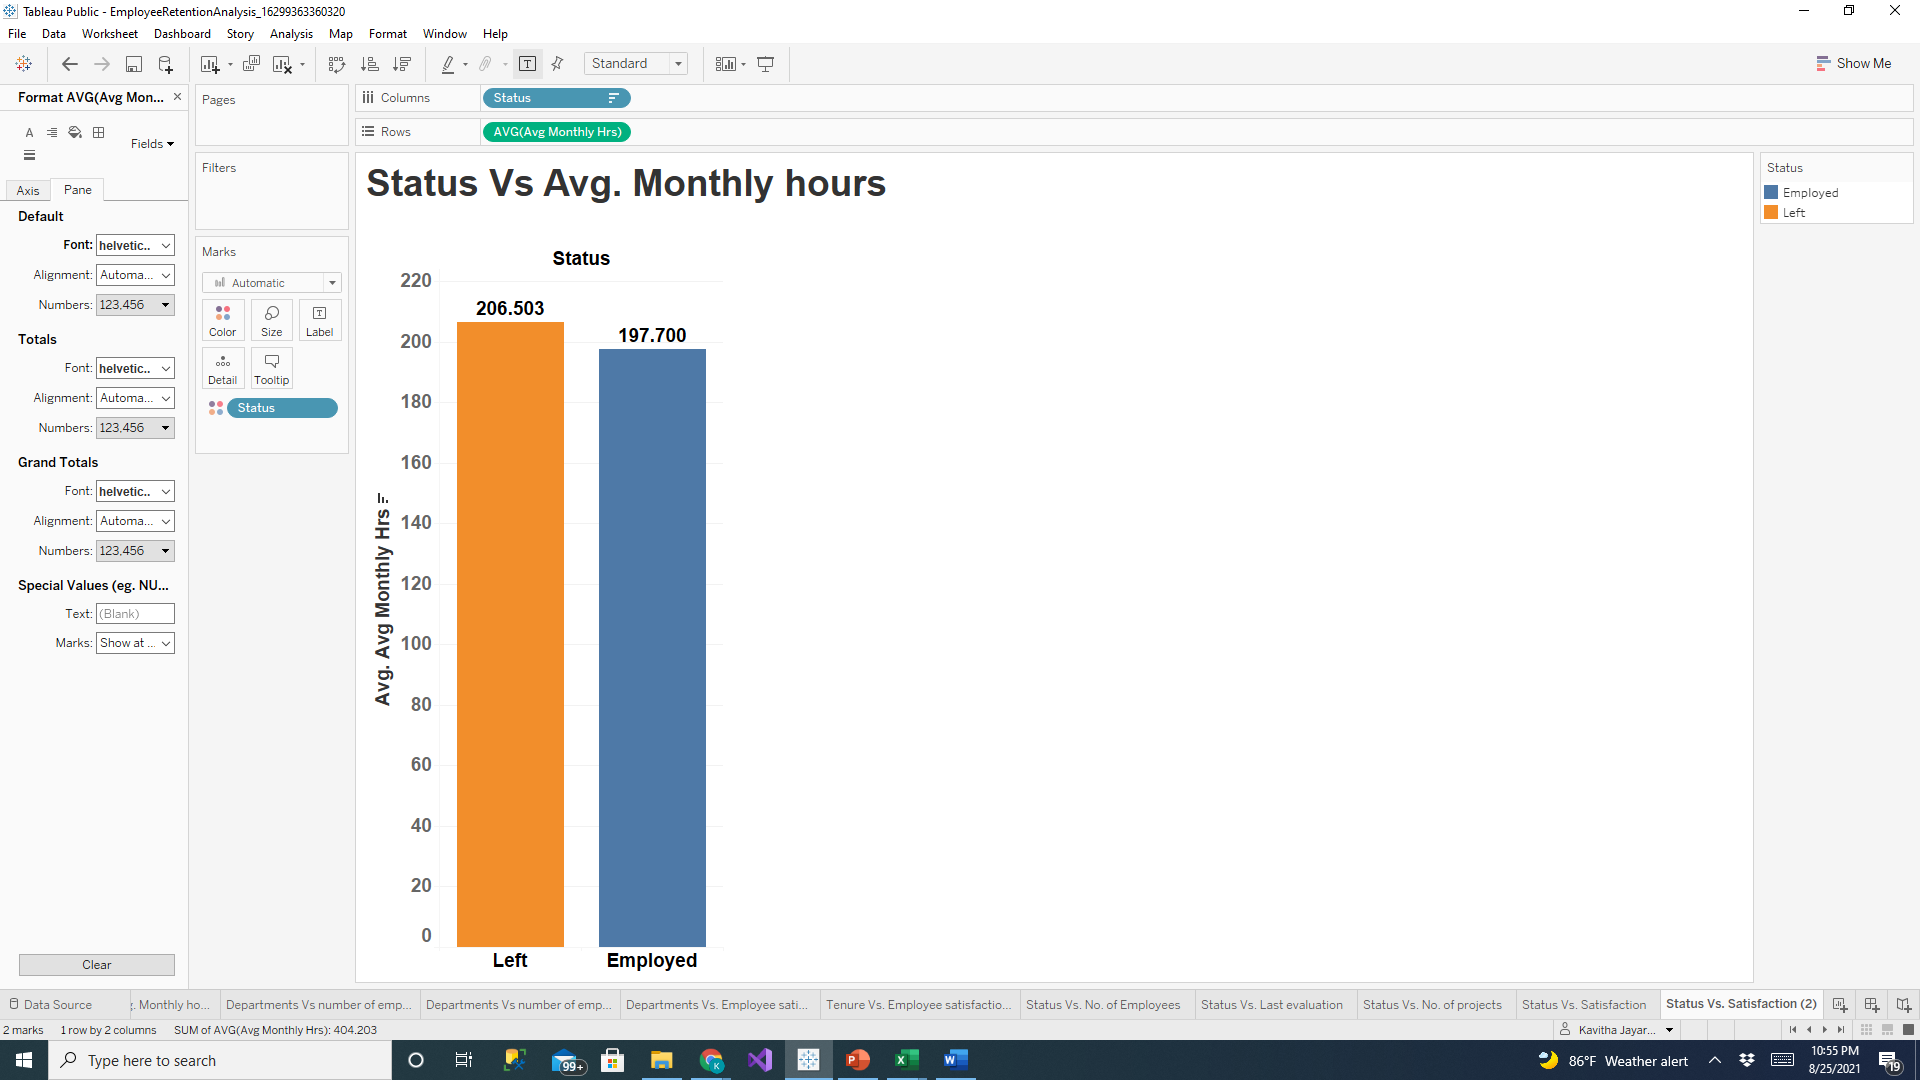 Tableau Public - EmployeeRetentionAnalysis_16299363360320
File Data Worksheet Dashboard Story Analysis Map Format Window Help
Standard
Show Me
Format AVG(Avg Mon...
Fields
Axis Pane
Default
Font: helvetic..
Alignment: Automa...
Numbers: 123,456
Totals
Font: helvetic..
Alignment: Automa...
Numbers: 123,456
Grand Totals
Font: helvetic..
Alignment: Automa...
Numbers: 123,456
Special Values (eg. NU...
Text: (Blank)
Marks: Show at ...
Clear
Pages
Filters
Marks
Automatic
Color Size Label
Detail Tooltip
Status
Columns Status
Rows AVG(Avg Monthly Hrs)
Status Vs Avg. Monthly hours
Status
220
200
180
160
140
120
100
80
60
40
20
0
Avg. Avg Monthly Hrs
206.503
197.700
Left Employed
Status
Employed
Left
Data Source g. Monthly ho... Departments Vs number of emp... Departments Vs number of emp... Departments Vs. Employee sati... Tenure Vs. Employee satisfactio... Status Vs. No. of Employees Status Vs. Last evaluation Status Vs. No. of projects Status Vs. Satisfaction Status Vs. Satisfaction (2)
2 marks 1 row by 2 columns SUM of AVG(Avg Monthly Hrs): 404.203 Kavitha Jayar...
Type here to search
99+
K
86°F Weather alert
10:55 PM
8/25/2021
19